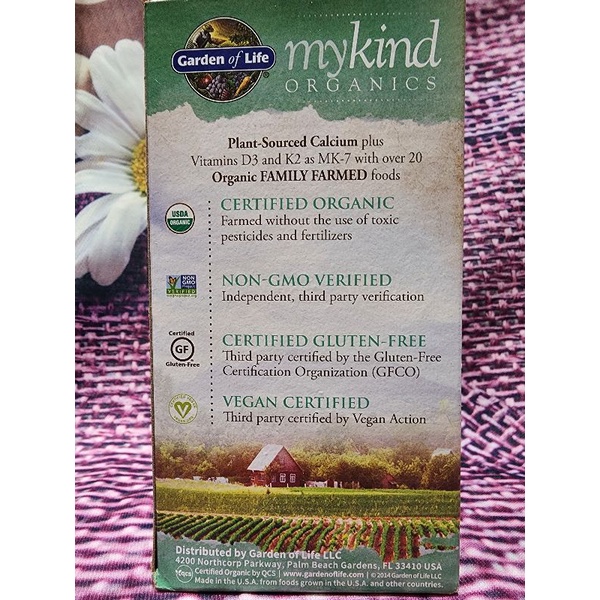 Garden of Life
mykind
ORGANICS
Plant-Sourced Calcium plus
Vitamins D3 and K2 as MK-7 with over 20
Organic FAMILY FARMED foods
USDA
ORGANIC
CERTIFIED ORGANIC
Farmed without the use of toxic
pesticides and fertilizers
NON
GMO
VERIFIED
NON-GMO VERIFIED
Independent, third party verification
Certified
GF
Gluten-Free
CERTIFIED GLUTEN-FREE
Third party certified by the Gluten-Free
Certification Organization (GFCO)
VEGAN CERTIFIED
Third party certified by Vegan Action
Distributed by Garden of Life LLC
4200 Northcorp Parkway, Palm Beach Gardens, FL 33410 USA
QCS Certified Organic by QCS | www.gardenoflife.com | ©2014 Garden of Life LLC
Made in the U.S.A. from foods grown in the U.S.A. and other countries.